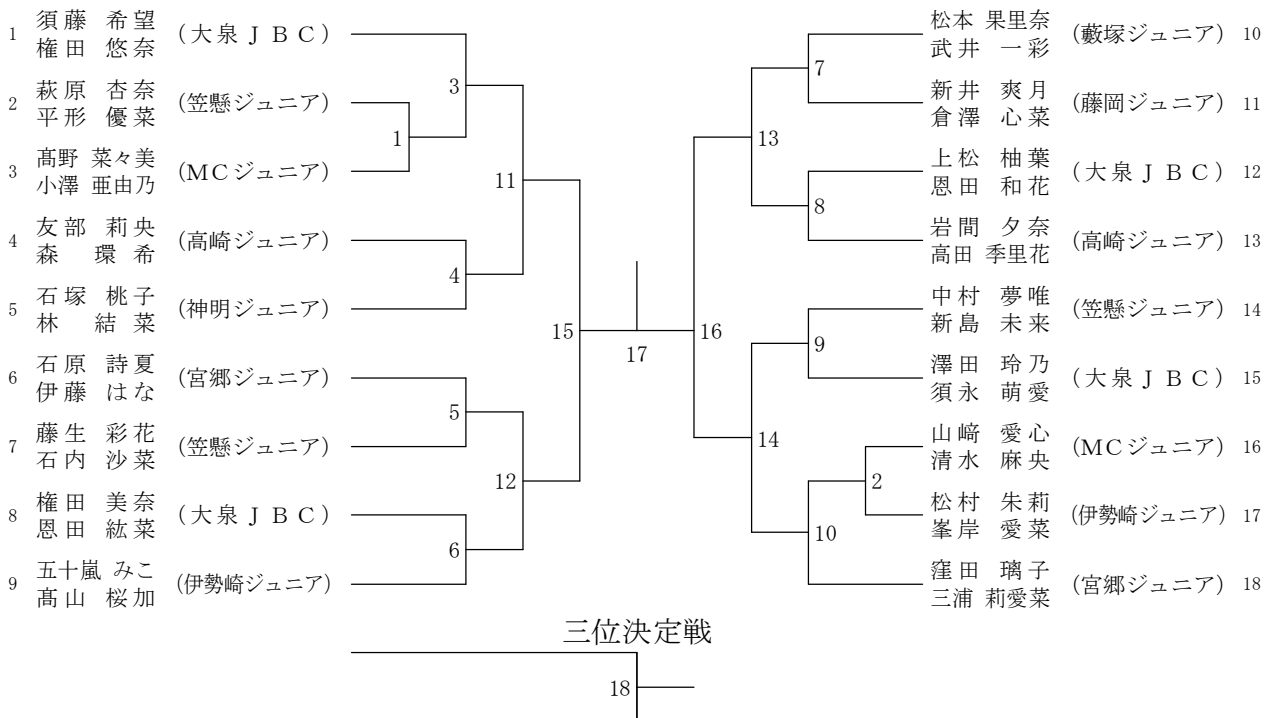 1 須藤 希望 (大泉ＪＢＣ)
権田 悠奈
2 萩原 杏奈 (笠懸ジュニア)
平形 優菜
3 髙野 菜々美 (MCジュニア)
小澤 亜由乃
4 友部 莉央 (高崎ジュニア)
森 環希
5 石塚 桃子 (神明ジュニア)
林 結菜
6 石原 詩夏 (宮郷ジュニア)
伊藤 はな
7 藤生 彩花 (笠懸ジュニア)
石内 沙菜
8 権田 美奈 (大泉ＪＢＣ)
恩田 紘菜
9 五十嵐 みこ (伊勢崎ジュニア)
髙山 桜加
1
3
4
11
5
6
12
15
17
16
13
7
8
14
9
10
2
松本 果里奈 (藪塚ジュニア) 10
武井 一彩
新井 爽月 (藤岡ジュニア) 11
倉澤 心菜
上松 柚葉 (大泉ＪＢＣ) 12
恩田 和花
岩間 夕奈 (高崎ジュニア) 13
高田 季里花
中村 夢唯 (笠懸ジュニア) 14
新島 未来
澤田 玲乃 (大泉ＪＢＣ) 15
須永 萌愛
山﨑 愛心 (MCジュニア) 16
清水 麻央
松村 朱莉 (伊勢崎ジュニア) 17
峯岸 愛菜
窪田 璃子 (宮郷ジュニア) 18
三浦 莉愛菜
三位決定戦
18